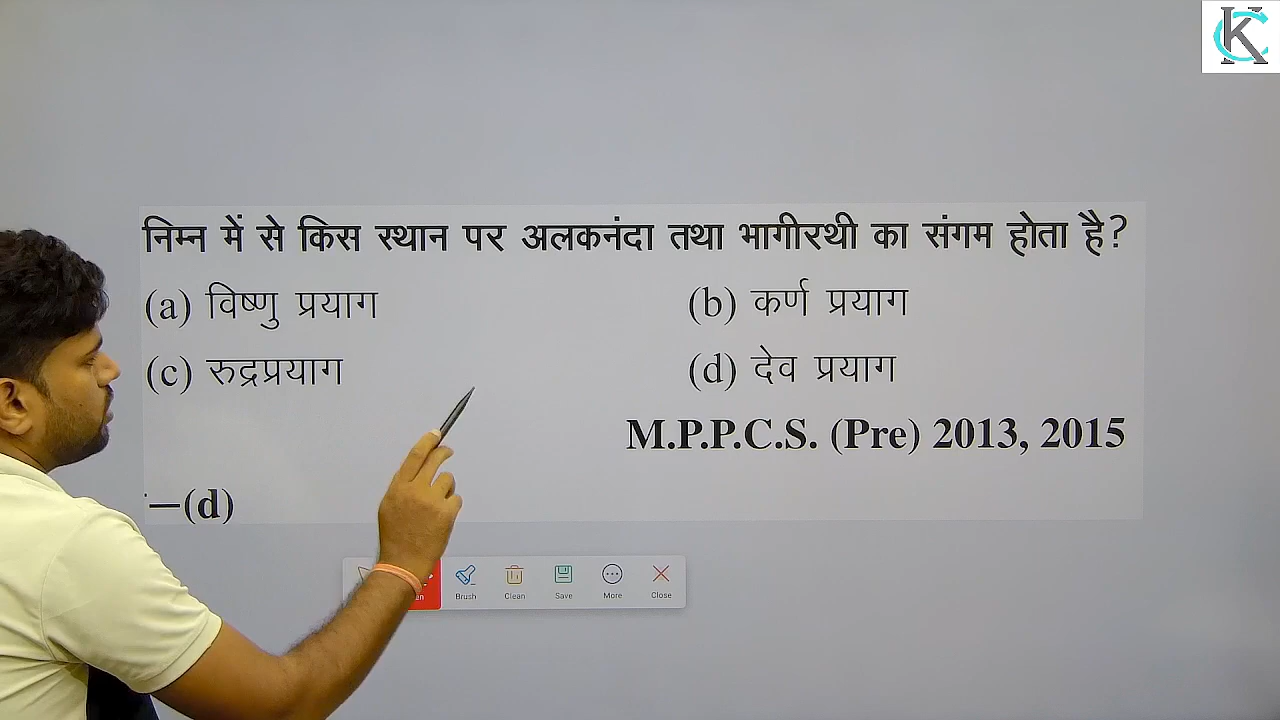 निम्न में से किस स्थान पर अलकनंदा तथा भागीरथी का संगम होता है?
(a) विष्णु प्रयाग (b) कर्ण प्रयाग
(c) रुद्रप्रयाग (d) देव प्रयाग
M.P.P.C.S. (Pre) 2013, 2015
—(d)
Brush Clean Save More Close
KC